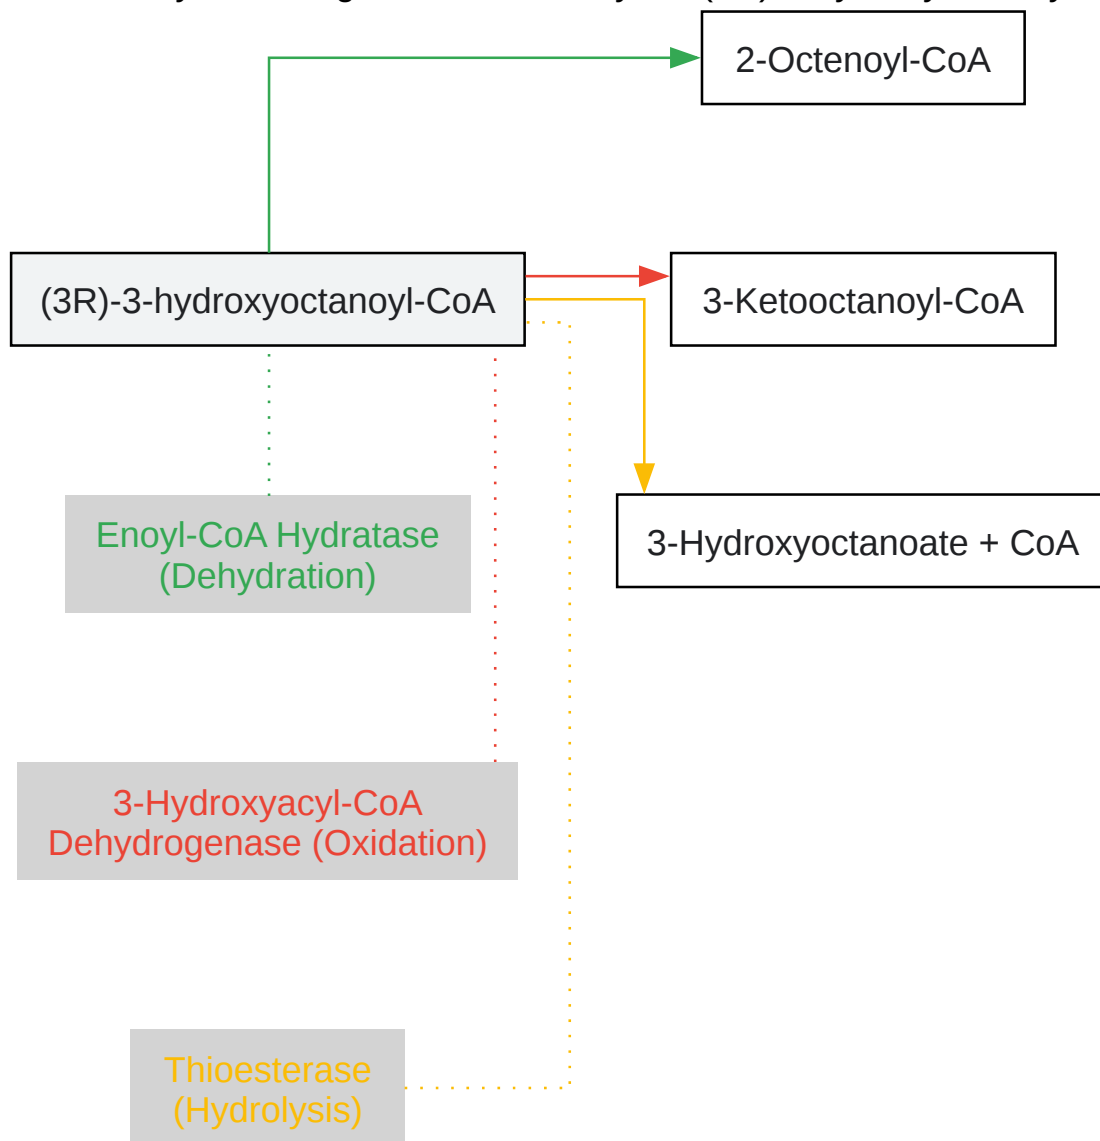 2-Octenoyl-CoA
(3R)-3-hydroxyoctanoyl-CoA
3-Ketooctanoyl-CoA
Enoyl-CoA Hydratase
(Dehydration)
3-Hydroxyoctanoate + CoA
3-Hydroxyacyl-CoA
Dehydrogenase (Oxidation)
Thioesterase
(Hydrolysis)